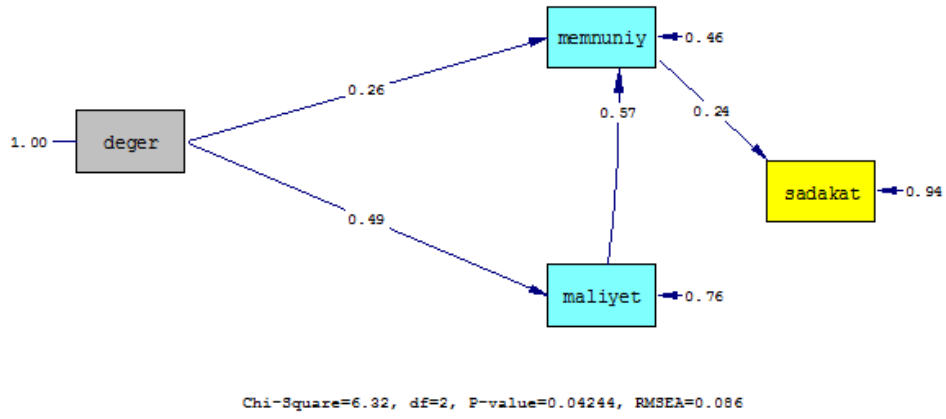 memnuniy
0.46
0.26
0.57
0.24
1.00
deger
sadakat
0.94
0.49
maliyet
0.76
Chi-Square=6.32, df=2, P-value=0.04244, RMSEA=0.086